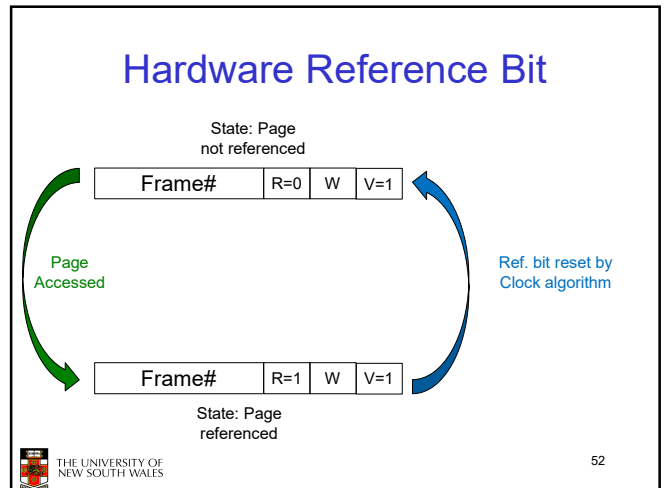 Hardware Reference Bit
State: Page
not referenced
Frame# R=0 W V=1
Page
Accessed
Ref. bit reset by
Clock algorithm
Frame# R=1 W V=1
State: Page
referenced
THE UNIVERSITY OF
NEW SOUTH WALES
52